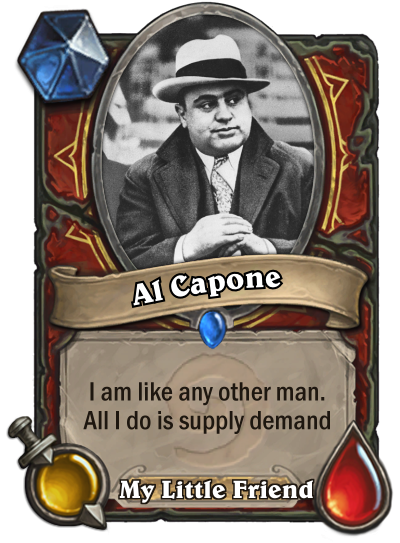 Al Capone
I am like any other man.
All I do is supply demand
My Little Friend